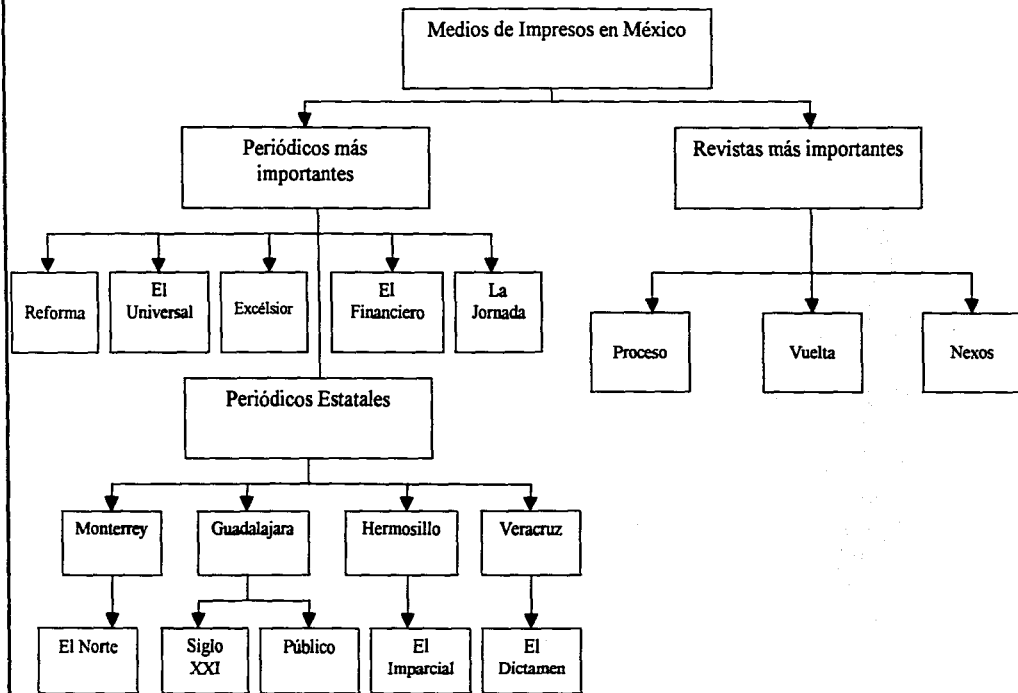 Medios de Impresos en México
Periódicos más
importantes
Revistas más importantes
Reforma
El
Universal
Excélsior
El
Financiero
La
Jornada
Proceso
Vuelta
Nexos
Periódicos Estatales
Monterrey
Guadalajara
Hermosillo
Veracruz
El Norte
Siglo
XXI
Público
El
Imparcial
El
Dictamen